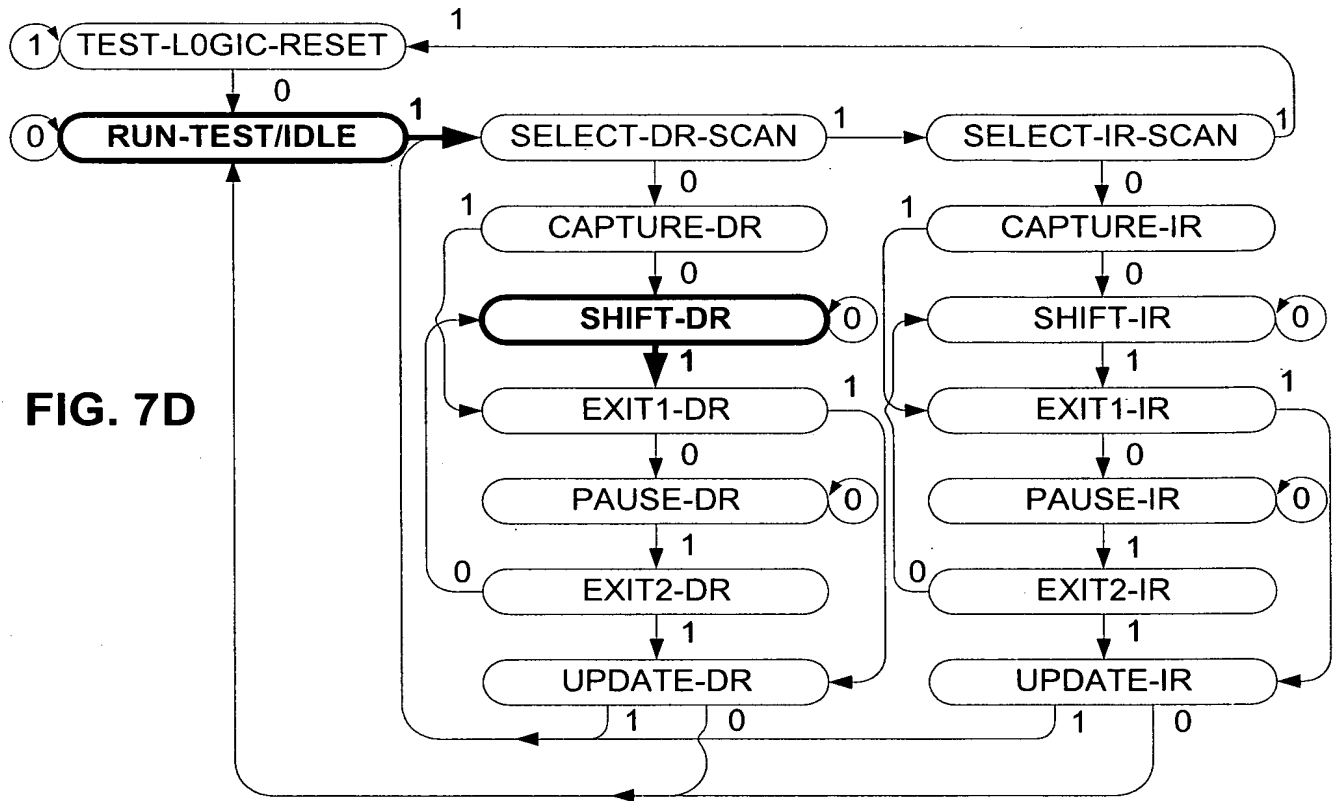 1
1 TEST-L0GIC-RESET
0
1
0 RUN-TEST/IDLE
SELECT-DR-SCAN 1 SELECT-IR-SCAN 1
0 0
1 1
CAPTURE-DR CAPTURE-IR
0 0
SHIFT-DR 0 SHIFT-IR 0
1 1
1 1
FIG. 7D
EXIT1-DR EXIT1-IR
0 0
PAUSE-DR 0 PAUSE-IR 0
1 1
0 0
EXIT2-DR EXIT2-IR
1 1
UPDATE-DR UPDATE-IR
1 0 1 0